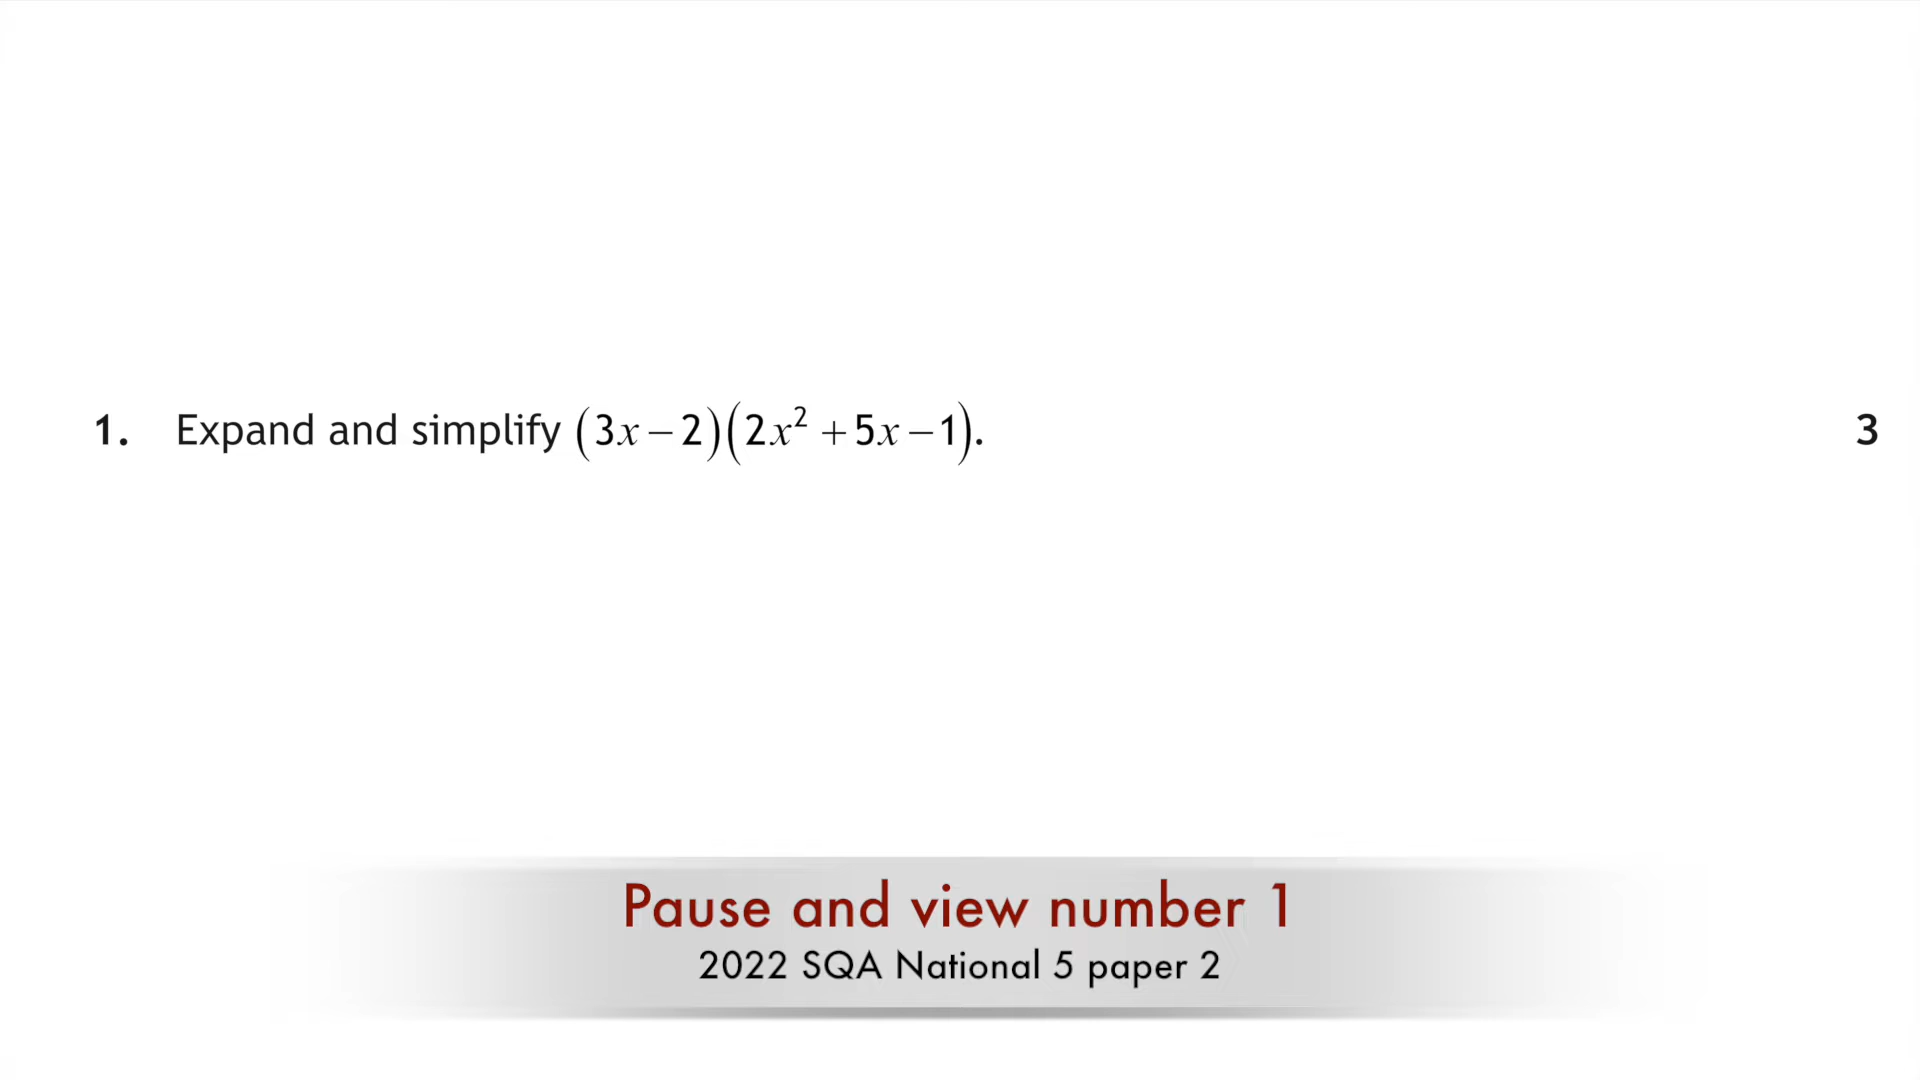 1. Expand and simplify (3x − 2)(2x² + 5x − 1). 3
Pause and view number 1
2022 SQA National 5 paper 2